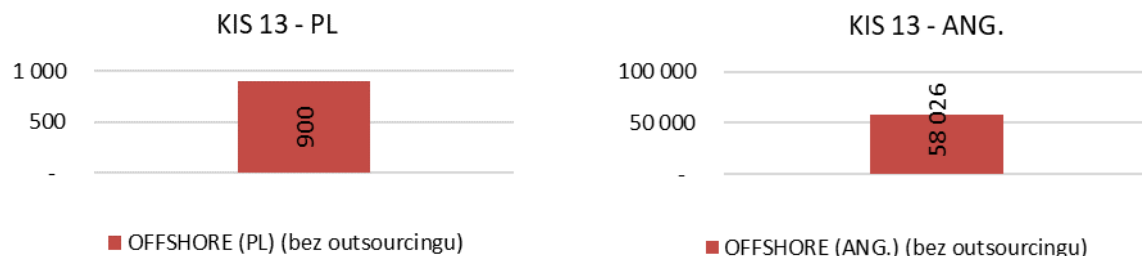 KIS 13 - PL
1 000
500
-
900
OFFSHORE (PL) (bez outsourcingu)
KIS 13 - ANG.
100 000
50 000
-
58 026
OFFSHORE (ANG.) (bez outsourcingu)